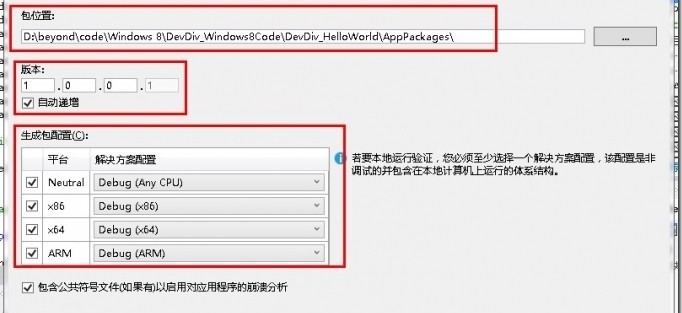 包位置:
D:\beyond\code\Windows 8\DevDiv_Windows8Code\DevDiv_HelloWorld\AppPackages\
...
版本:
1 . 0 . 0 . 1
自动递增
生成包配置(C):
平台 解决方案配置
Neutral Debug (Any CPU)
x86 Debug (x86)
x64 Debug (x64)
ARM Debug (ARM)
若要本地运行验证，您必须至少选择一个解决方案配置，该配置是非
调试的并包含在本地计算机上运行的体系结构。
包含公共符号文件(如果有)以启用对应用程序的崩溃分析